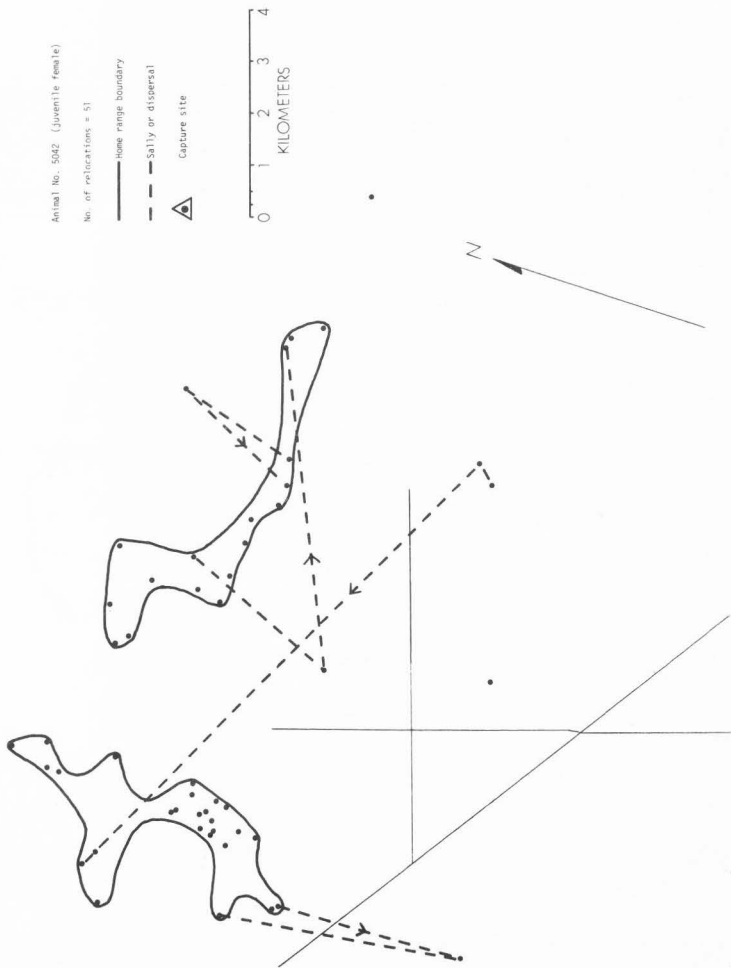 Animal No. 5042 (juvenile female)
No. of relocations = 51
Home range boundary
Sally or dispersal
Capture site
0 1 2 3 4
KILOMETERS
N